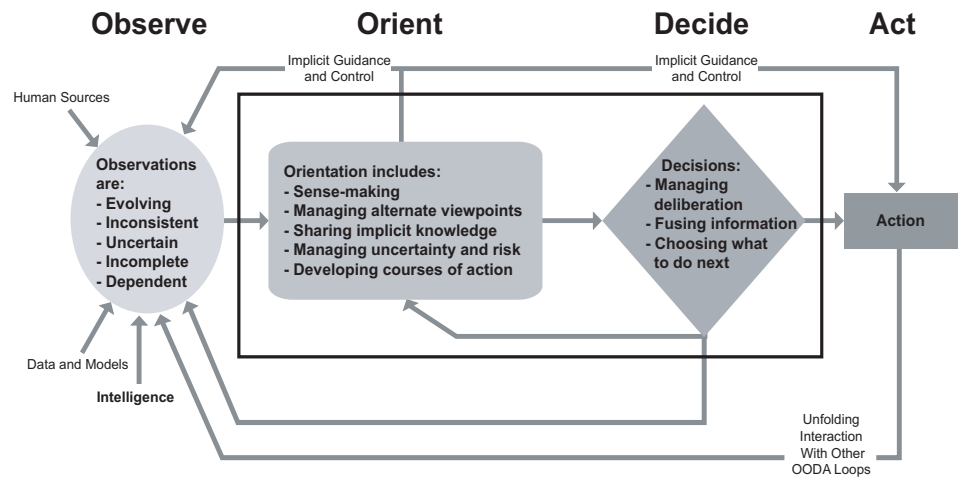 Observe
Orient
Decide
Act
Implicit Guidance
and Control
Implicit Guidance
and Control
Human Sources
Observations
are:
- Evolving
- Inconsistent
- Uncertain
- Incomplete
- Dependent
Orientation includes:
- Sense-making
- Managing alternate viewpoints
- Sharing implicit knowledge
- Managing uncertainty and risk
- Developing courses of action
Decisions:
- Managing
deliberation
- Fusing information
- Choosing what
to do next
Action
Data and Models
Intelligence
Unfolding
Interaction
With Other
OODA Loops